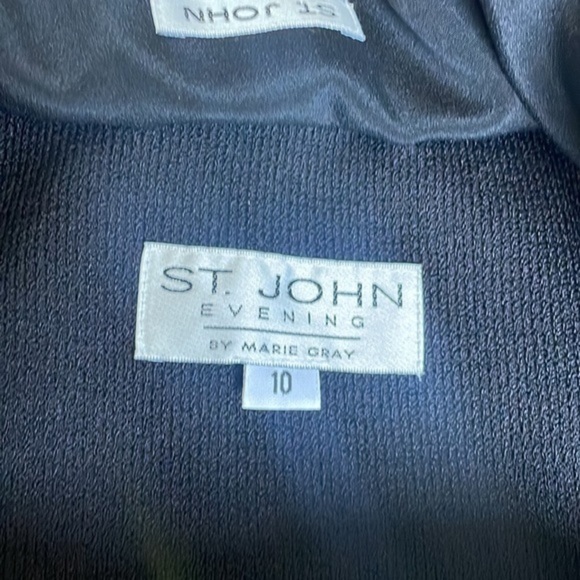 ST. JOHN
ST. JOHN
EVENING
BY MARIE GRAY
10